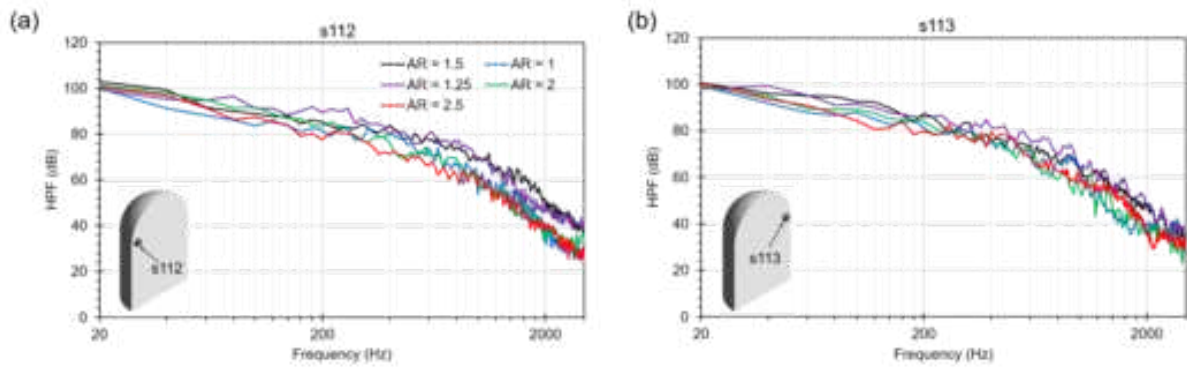 (a)
s112
120
100
80
60
40
20
0
HPF (dB)
AR = 1.5
AR = 1
AR = 1.25
AR = 2
AR = 2.5
s112
20
200
2000
Frequency (Hz)
(b)
s113
120
100
80
60
40
20
0
HPF (dB)
s113
20
200
2000
Frequency (Hz)